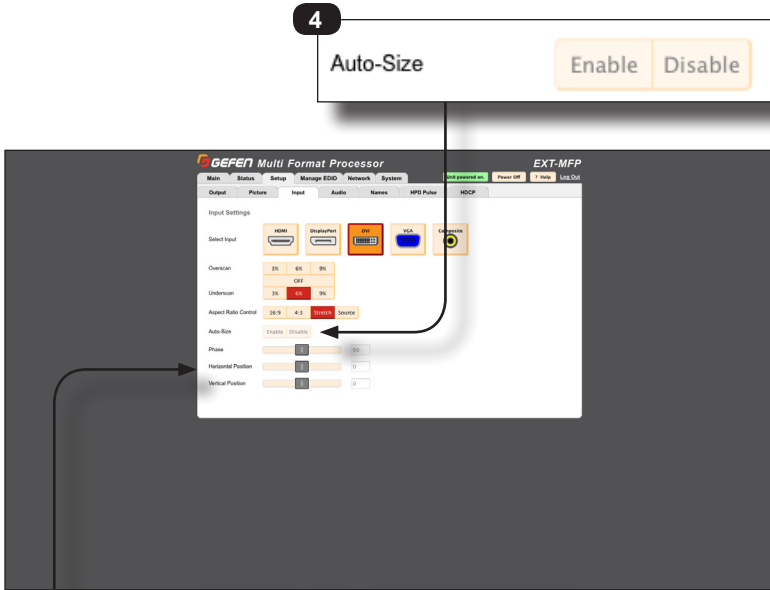 4
Auto-Size Enable Disable
GEFEN Multi Format Processor EXT-MFP
Main Status Setup Manage EDID Network System Unit powered on. Power Off ? Help Log Out
Output Picture Input Audio Names HPD Pulse HDCP
Input Settings
Select Input HDMI DisplayPort DVI VGA Composite
Overscan 3% 6% 9%
OFF
Underscan 3% 6% 9%
Aspect Ratio Control 16:9 4:3 Stretch Source
Auto-Size Enable Disable
Phase 50
Horizontal Position 0
Vertical Position 0